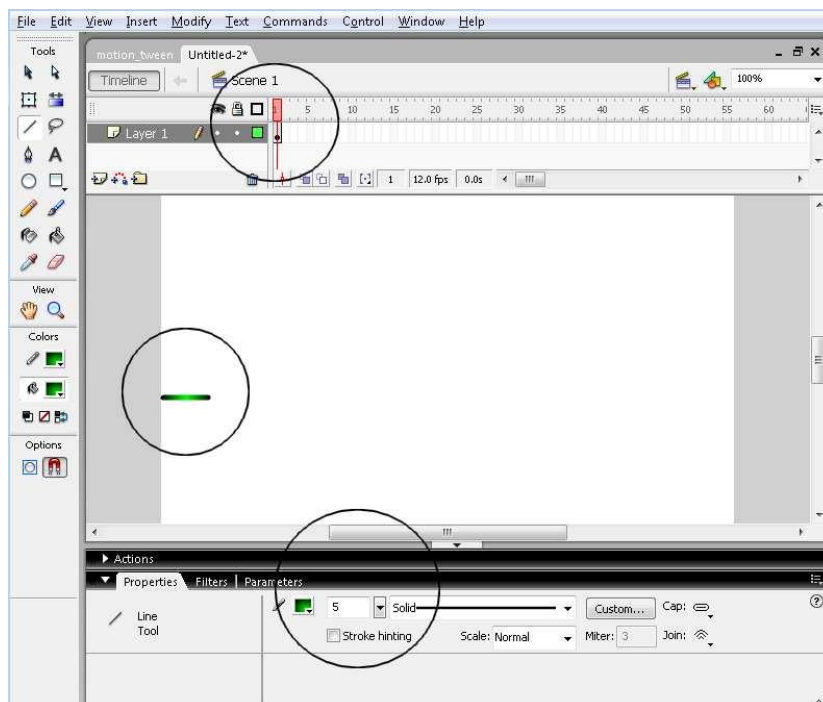 File Edit View Insert Modify Text Commands Control Window Help
Tools
motion_tween Untitled-2*
Timeline Scene 1 100%
1 5 10 15 20 25 30 35 40 45 50 55 60
Layer 1
1 12.0 fps 0.0s
View
Colors
Options
Actions
Properties Filters Parameters
Line
Tool
5 Solid Custom... Cap:
Stroke hinting Scale: Normal Miter: 3 Join: